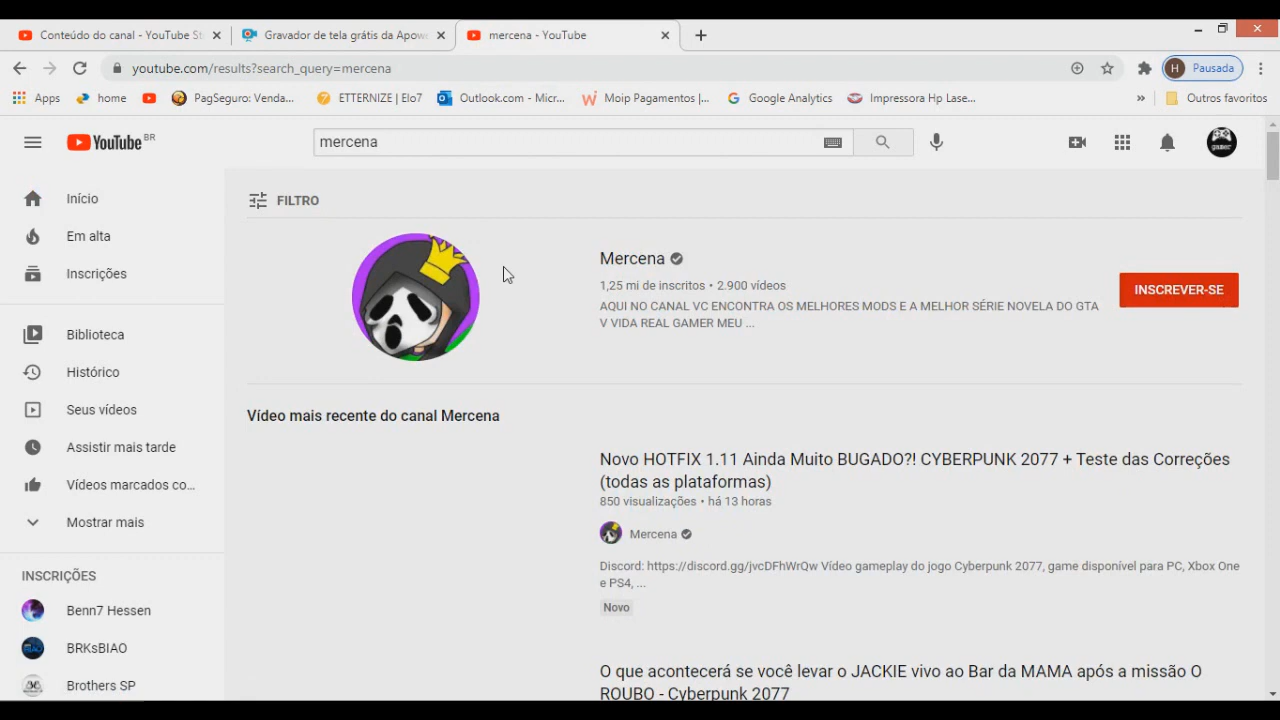 Conteúdo do canal - YouTube St
Gravador de tela grátis da Apowe
mercena - YouTube
youtube.com/results?search_query=mercena
H Pausada
Apps
home
PagSeguro: Venda...
ETTERNIZE | Elo7
Outlook.com - Micr...
Moip Pagamentos |...
Google Analytics
Impressora Hp Lase...
»
Outros favoritos
YouTube BR
mercena
Início
Em alta
Inscrições
Biblioteca
Histórico
Seus vídeos
Assistir mais tarde
Vídeos marcados co...
Mostrar mais
INSCRIÇÕES
Benn7 Hessen
BRKsBIAO
Brothers SP
FILTRO
Mercena
1,25 mi de inscritos • 2.900 vídeos
AQUI NO CANAL VC ENCONTRA OS MELHORES MODS E A MELHOR SÉRIE NOVELA DO GTA
V VIDA REAL GAMER MEU ...
INSCREVER-SE
Vídeo mais recente do canal Mercena
Novo HOTFIX 1.11 Ainda Muito BUGADO?! CYBERPUNK 2077 + Teste das Correções
(todas as plataformas)
850 visualizações • há 13 horas
Mercena
Discord: https://discord.gg/jvcDFhWrQw Vídeo gameplay do jogo Cyberpunk 2077, game disponível para PC, Xbox One
e PS4, ...
Novo
O que acontecerá se você levar o JACKIE vivo ao Bar da MAMA após a missão O
ROUBO - Cyberpunk 2077